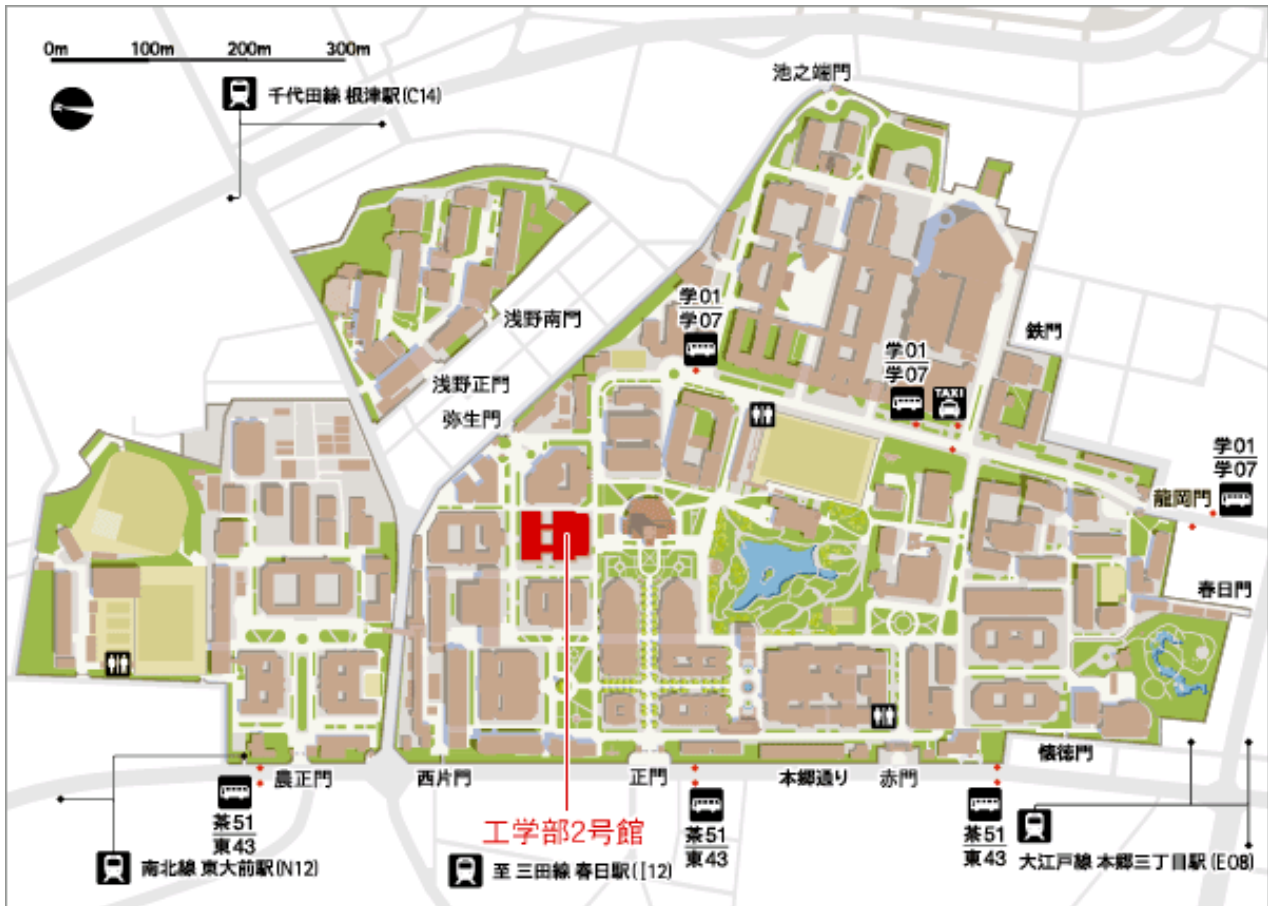 0m 100m 200m 300m
千代田線 根津駅(C14)
池之端門
浅野南門
学01
学07
鉄門
学01
学07
TAXI
浅野正門
弥生門
学01
学07
龍岡門
春日門
農正門
西片門
正門
本郷通り
赤門
懐徳門
茶51
東43
工学部2号館
茶51
東43
茶51
東43
南北線 東大前駅(N12)
至 三田線 春日駅([12)
大江戸線 本郷三丁目駅(E08)